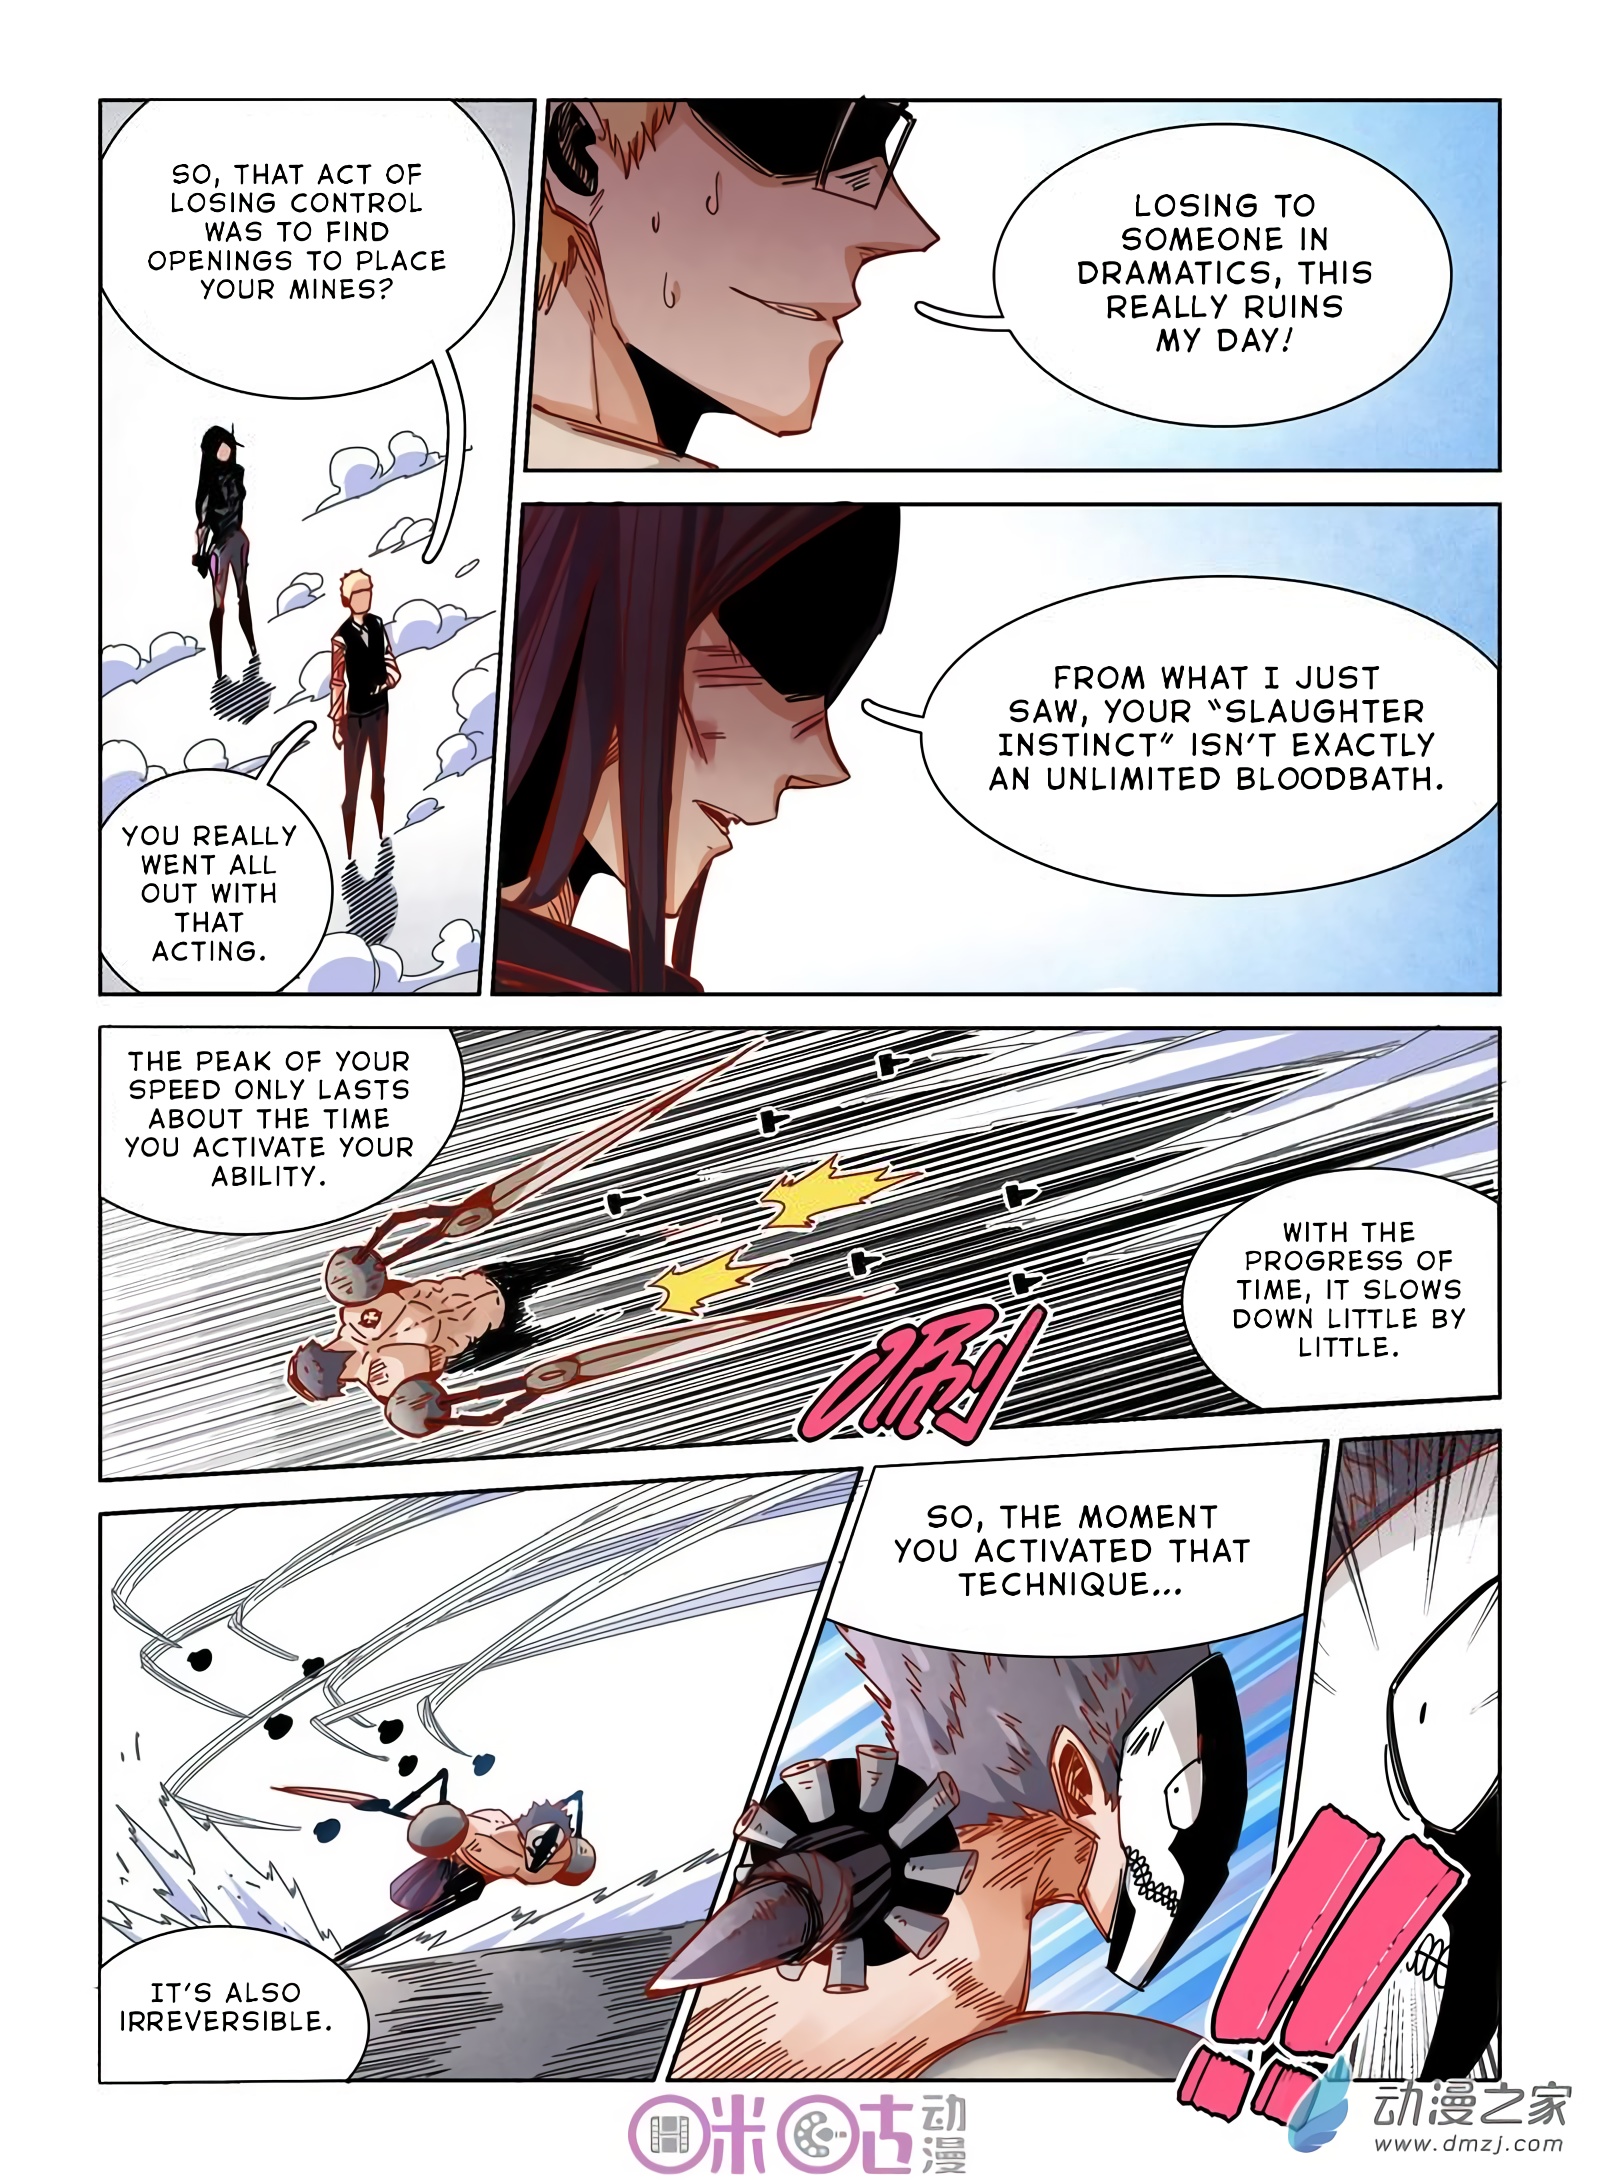 SO, THAT ACT OF
LOSING CONTROL
WAS TO FIND
OPENINGS TO PLACE
YOUR MINES?
LOSING TO
SOMEONE IN
DRAMATICS, THIS
REALLY RUINS
MY DAY!
YOU REALLY
WENT ALL
OUT WITH
THAT
ACTING.
FROM WHAT I JUST
SAW, YOUR "SLAUGHTER
INSTINCT" ISN'T EXACTLY
AN UNLIMITED BLOODBATH.
THE PEAK OF YOUR
SPEED ONLY LASTS
ABOUT THE TIME
YOU ACTIVATE YOUR
ABILITY.
WITH THE
PROGRESS OF
TIME, IT SLOWS
DOWN LITTLE BY
LITTLE.
唰
IT'S ALSO
IRREVERSIBLE.
SO, THE MOMENT
YOU ACTIVATED THAT
TECHNIQUE...
!!
咪咕
动漫
动漫之家
www.dmzj.com